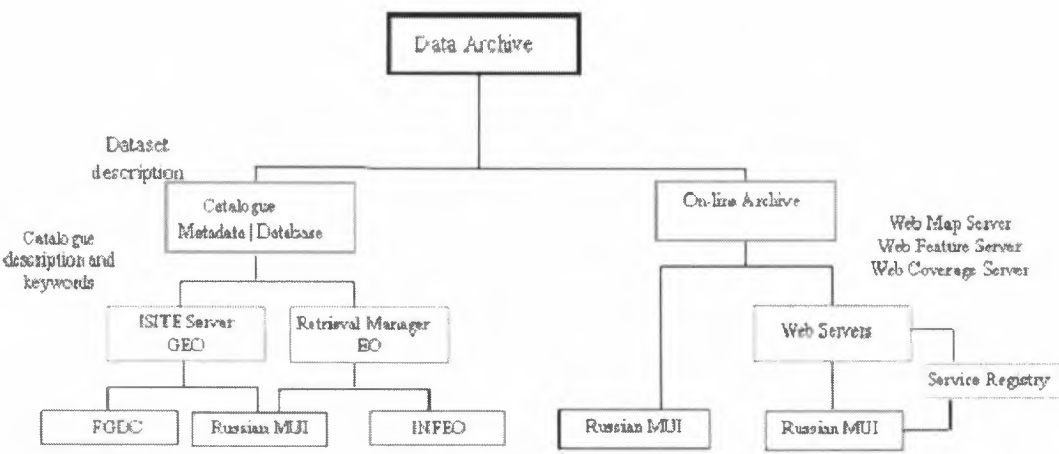 Data Archive
Dataset
description
Catalogue
Metadata | Database
On-line Archive
Catalogue
description and
keywords
Web Map Server
Web Feature Server
Web Coverage Server
ISITE Server
GEO
Retrieval Manager
EO
Web Servers
Service Registry
FGDC
Russian MUI
INFEO
Russian MUI
Russian MUI